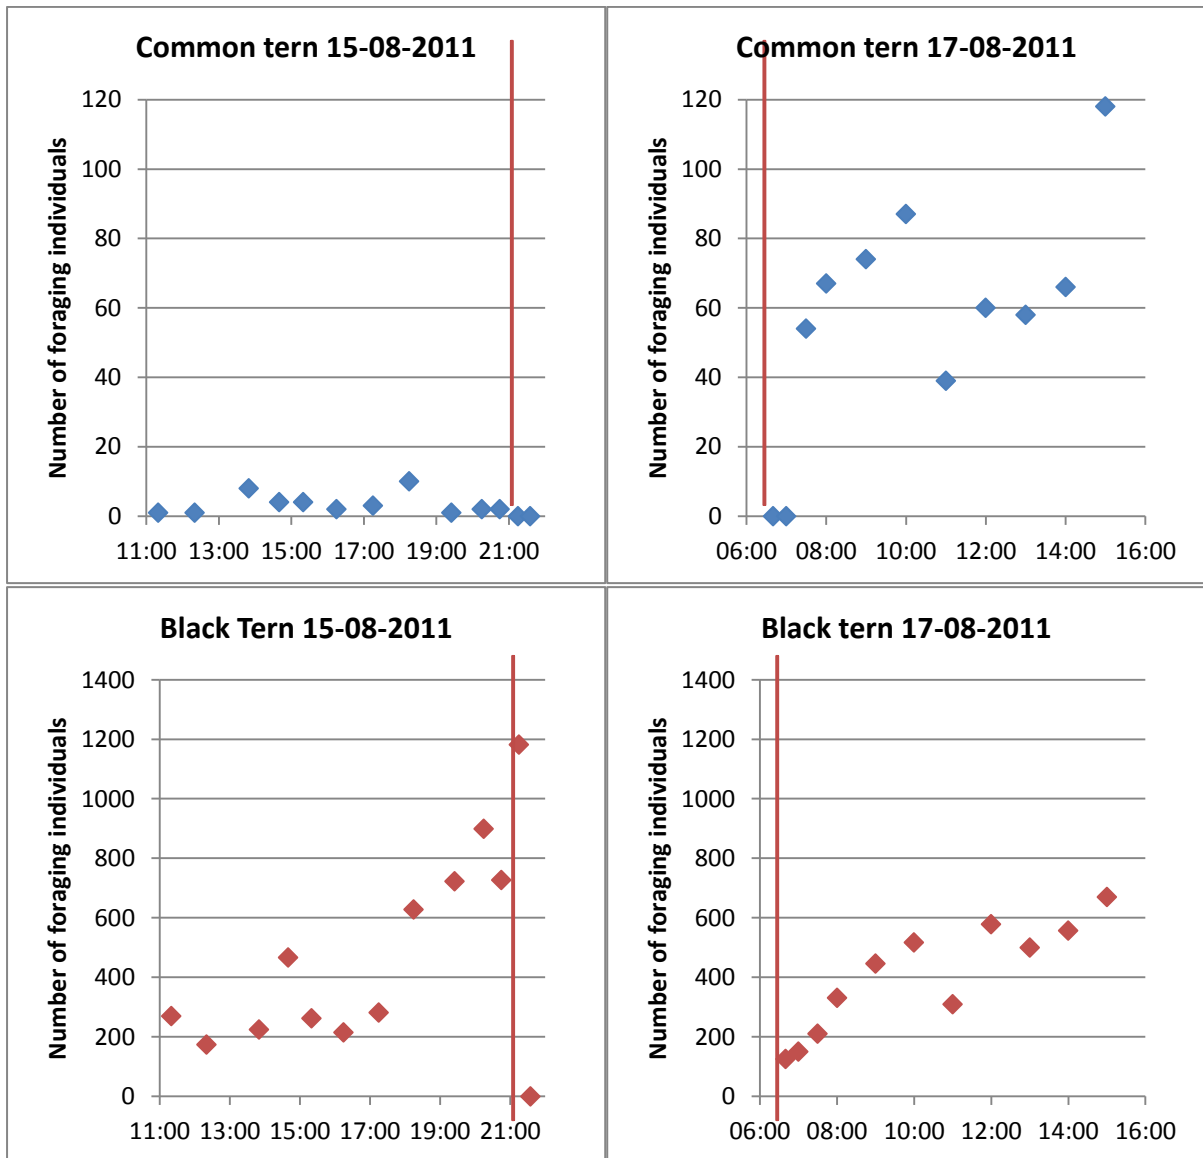 Common tern 15-08-2011
Number of foraging individuals
120
100
80
60
40
20
0
11:00 13:00 15:00 17:00 19:00 21:00
Common tern 17-08-2011
Number of foraging individuals
120
100
80
60
40
20
0
06:00 08:00 10:00 12:00 14:00 16:00
Black Tern 15-08-2011
Number of foraging individuals
1400
1200
1000
800
600
400
200
0
11:00 13:00 15:00 17:00 19:00 21:00
Black tern 17-08-2011
Number of foraging individuals
1400
1200
1000
800
600
400
200
0
06:00 08:00 10:00 12:00 14:00 16:00